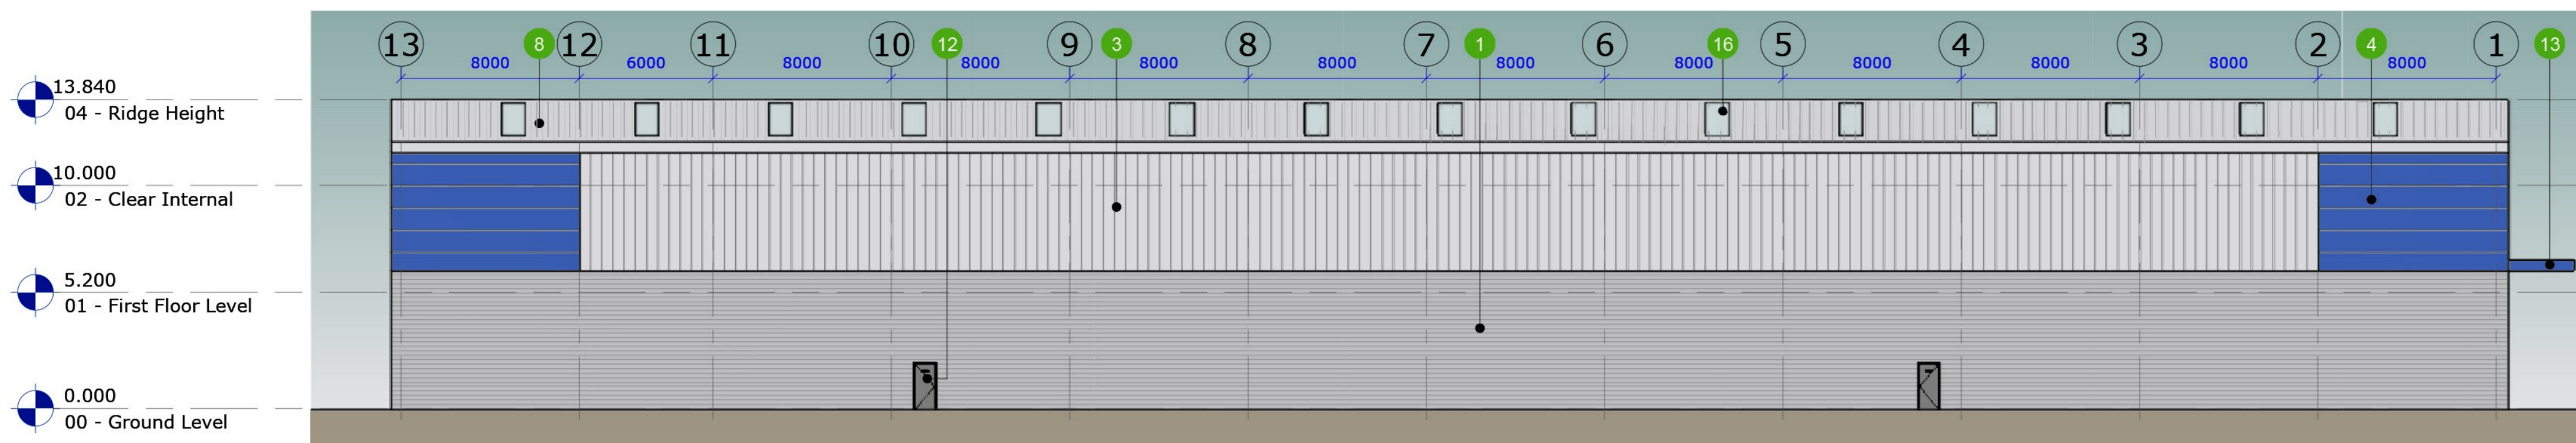 13 8 12 11 10 12 9 3 8 7 1 6 16 5 4 3 2 4 1 13
8000 6000 8000 8000 8000 8000 8000 8000 8000 8000 8000 8000
13.840
04 - Ridge Height
10.000
02 - Clear Internal
5.200
01 - First Floor Level
0.000
00 - Ground Level